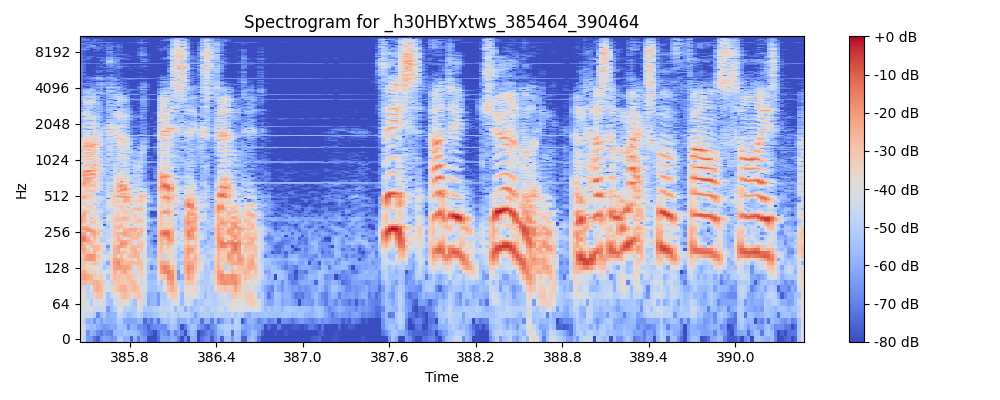 Spectrogram for _h30HBYxtws_385464_390464
8192
4096
2048
1024
512
256
128
64
0
Hz
385.8 386.4 387.0 387.6 388.2 388.8 389.4 390.0
Time
+0 dB
-10 dB
-20 dB
-30 dB
-40 dB
-50 dB
-60 dB
-70 dB
-80 dB